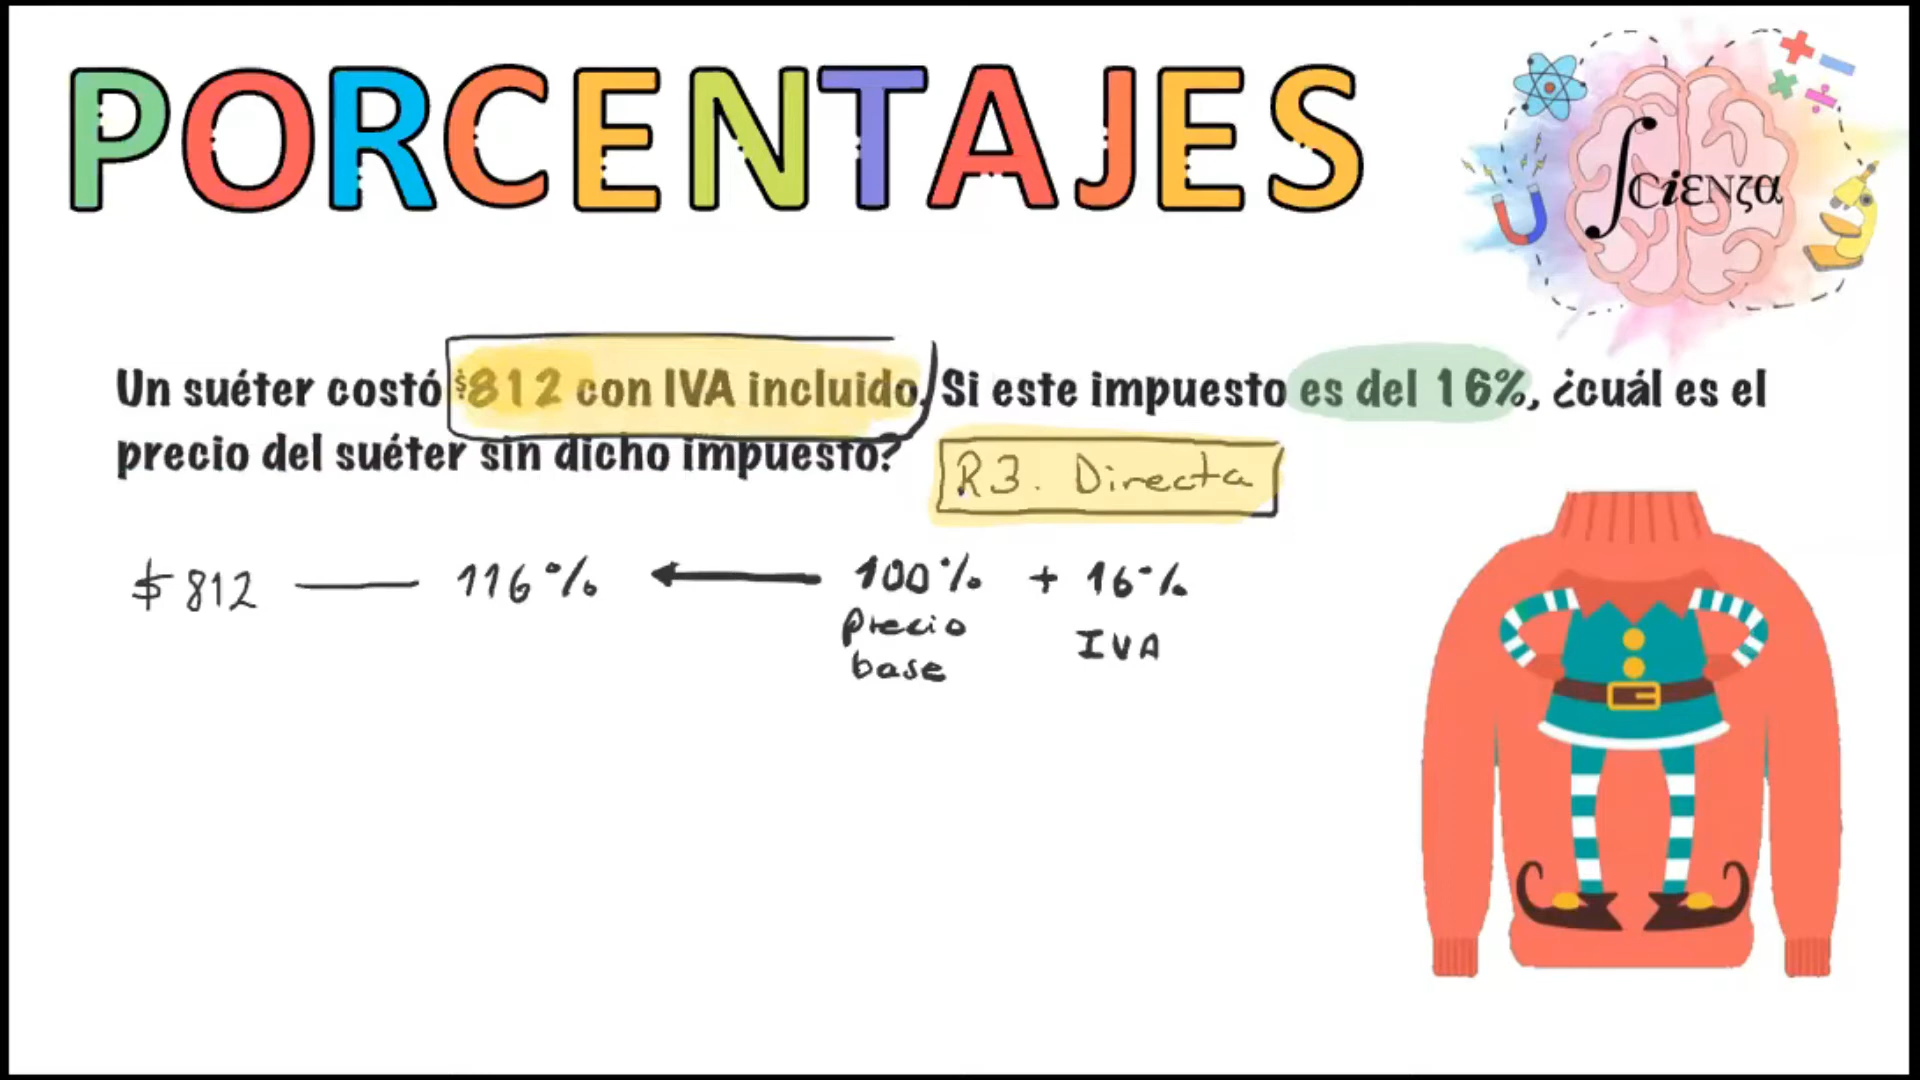 PORCENTAJES
∫CiENζα
Un suéter costó $812 con IVA incluido. Si este impuesto es del 16%, ¿cuál es el
precio del suéter sin dicho impuesto?
R3. Directa
$812 — 116% ← 100% + 16%
Precio base
IVA